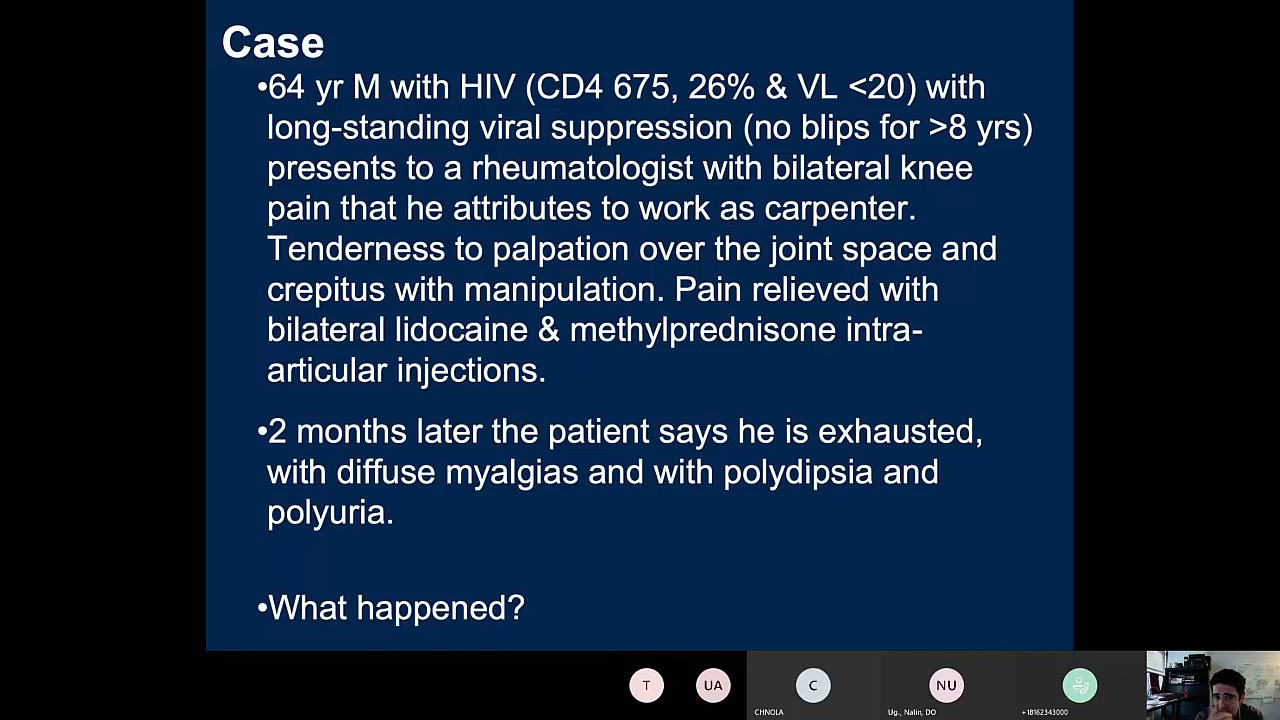 Case
•64 yr M with HIV (CD4 675, 26% & VL <20) with
long-standing viral suppression (no blips for >8 yrs)
presents to a rheumatologist with bilateral knee
pain that he attributes to work as carpenter.
Tenderness to palpation over the joint space and
crepitus with manipulation. Pain relieved with
bilateral lidocaine & methylprednisone intra-
articular injections.
•2 months later the patient says he is exhausted,
with diffuse myalgias and with polydipsia and
polyuria.
•What happened?
T
UA
C
NU
CHNOLA
Ug., Nalin, DO
+18162343000